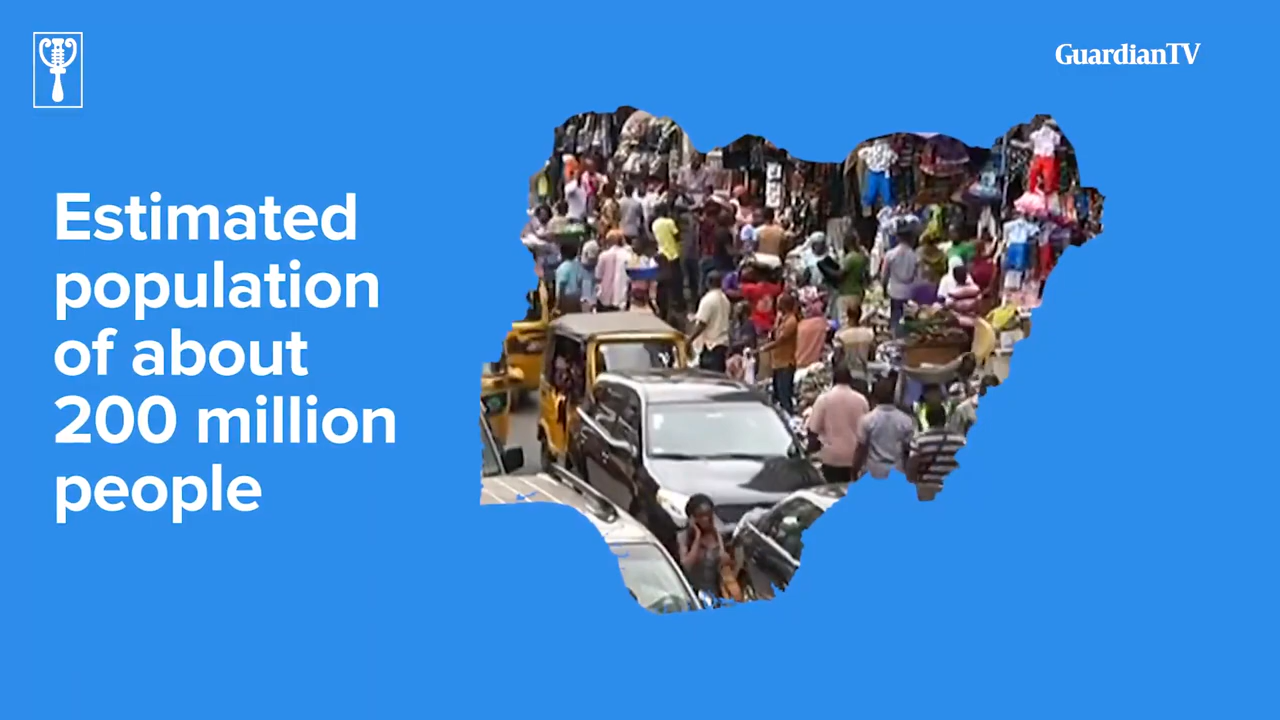 GuardianTV
Estimated
population
of about
200 million
people